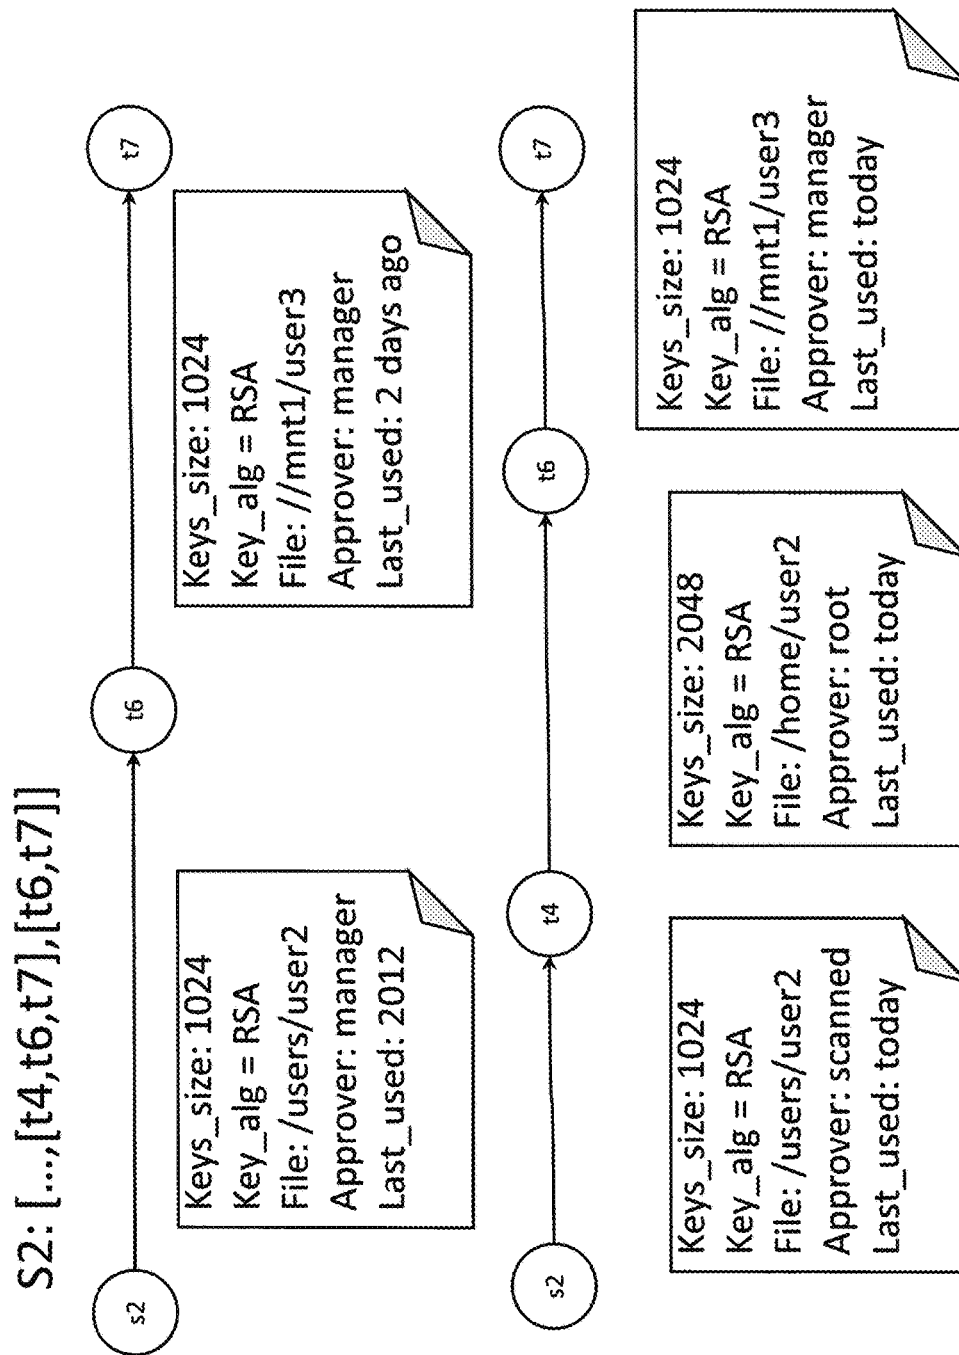 S2: [...,[t4,t6,t7],[t6,t7]]
s2
t6
t7
Keys_size: 1024
Key_alg = RSA
File: /users/user2
Approver: manager
Last_used: 2012
Keys_size: 1024
Key_alg = RSA
File: //mnt1/user3
Approver: manager
Last_used: 2 days ago
s2
t4
t6
t7
Keys_size: 1024
Key_alg = RSA
File: /users/user2
Approver: scanned
Last_used: today
Keys_size: 2048
Key_alg = RSA
File: /home/user2
Approver: root
Last_used: today
Keys_size: 1024
Key_alg = RSA
File: //mnt1/user3
Approver: manager
Last_used: today